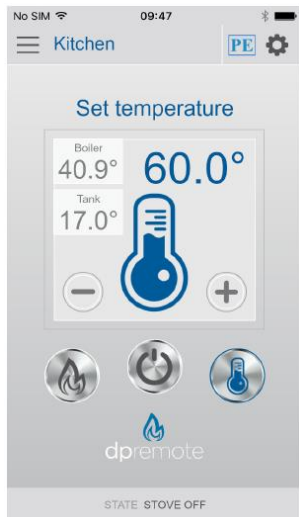 No SIM 09:47
Kitchen PE
Set temperature
Boiler
40.9°
60.0°
Tank
17.0°
dpremote
STATE STOVE OFF